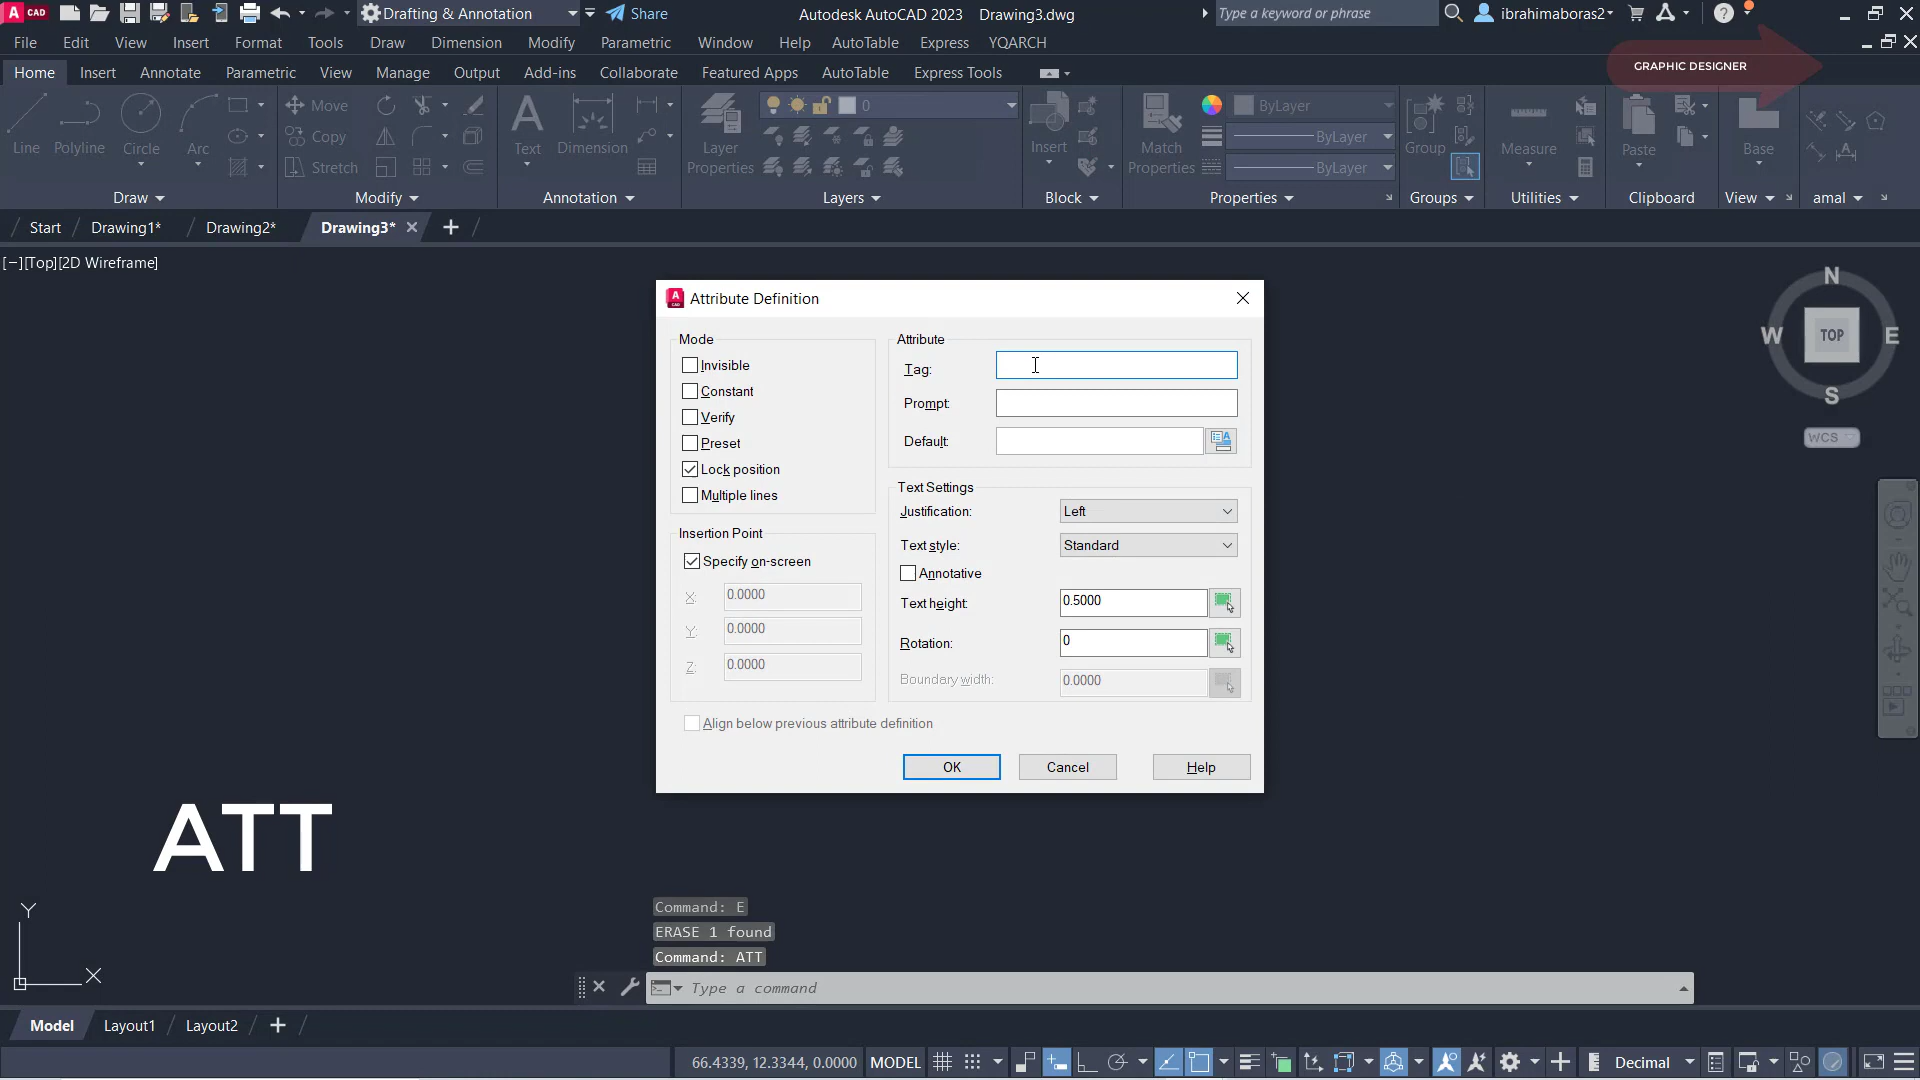 A CAD Drafting & Annotation Share Autodesk AutoCAD 2023 Drawing3.dwg Type a keyword or phrase ibrahimaboras2
File Edit View Insert Format Tools Draw Dimension Modify Parametric Window Help AutoTable Express YQARCH
GRAPHIC DESIGNER
Home Insert Annotate Parametric View Manage Output Add-ins Collaborate Featured Apps AutoTable Express Tools
Line Polyline Circle Arc
Move
Copy
Stretch
Text Dimension
Layer
Properties
0
Insert
Match
Properties
ByLayer
ByLayer
ByLayer
Group
Measure
Paste
Base
Draw Modify Annotation Layers Block Properties Groups Utilities Clipboard View amal
Start Drawing1* Drawing2* Drawing3*
[−][Top][2D Wireframe]
N
W TOP E
S
WCS
A CAD Attribute Definition
Mode
Invisible
Constant
Verify
Preset
Lock position
Multiple lines
Attribute
Tag:
Prompt:
Default:
Insertion Point
Specify on-screen
X: 0.0000
Y: 0.0000
Z: 0.0000
Text Settings
Justification: Left
Text style: Standard
Annotative
Text height: 0.5000
Rotation: 0
Boundary width: 0.0000
Align below previous attribute definition
OK Cancel Help
ATT
Y
X
Command: E
ERASE 1 found
Command: ATT
Type a command
Model Layout1 Layout2
66.4339, 12.3344, 0.0000 MODEL Decimal